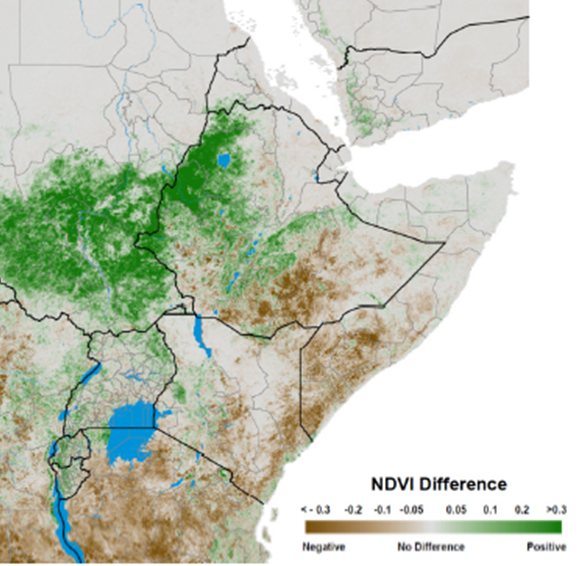 NDVI Difference
< - 0.3 -0.2 -0.1 -0.05 0.05 0.1 0.2 >0.3
Negative No Difference Positive